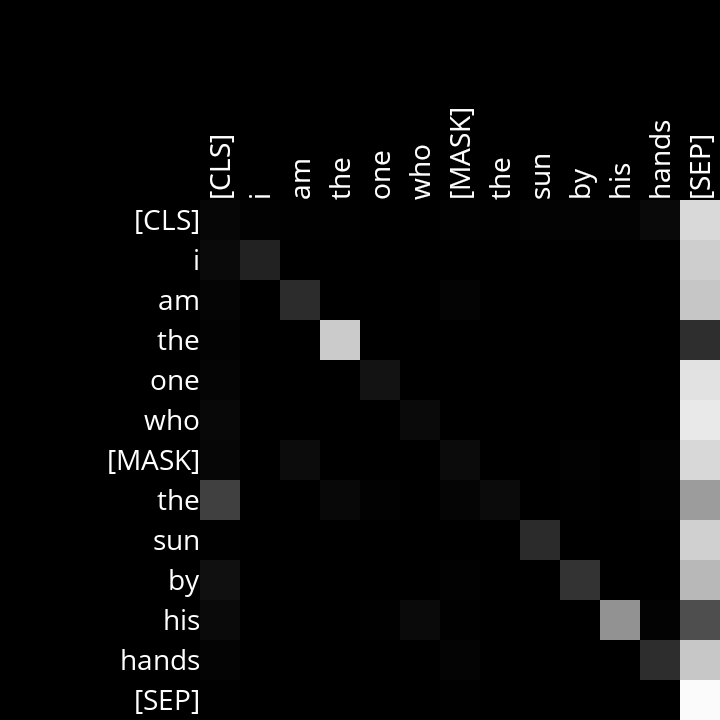 [CLS] i am the one who [MASK] the sun by his hands [SEP]
[CLS]
i
am
the
one
who
[MASK]
the
sun
by
his
hands
[SEP]